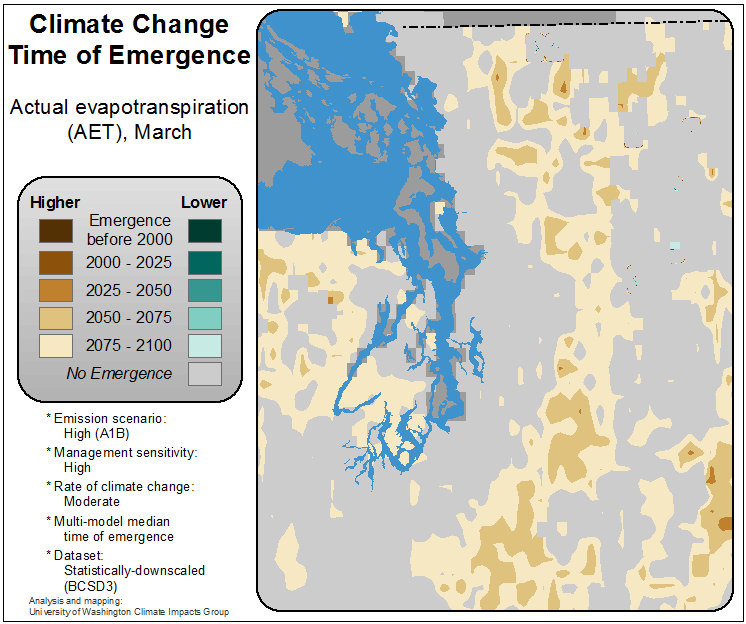 Climate Change
Time of Emergence
Actual evapotranspiration
(AET), March
Higher Lower
Emergence
before 2000
2000 - 2025
2025 - 2050
2050 - 2075
2075 - 2100
No Emergence
* Emission scenario:
High (A1B)
* Management sensitivity:
High
* Rate of climate change:
Moderate
* Multi-model median
time of emergence
* Dataset:
Statistically-downscaled
(BCSD3)
Analysis and mapping:
University of Washington Climate Impacts Group